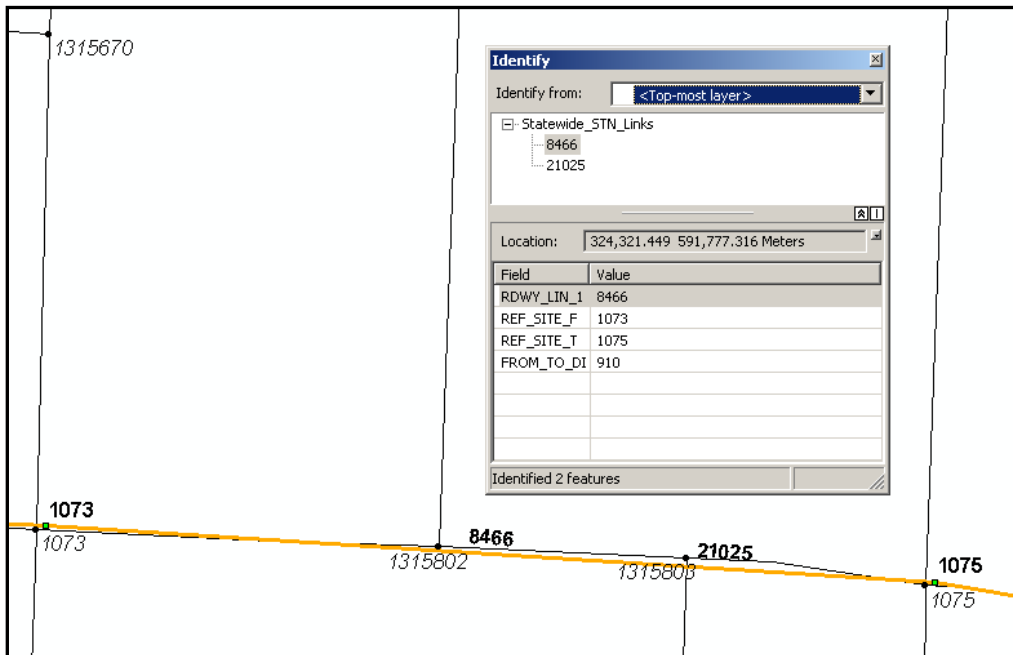 1315670
Identify
Identify from: <Top-most layer>
Statewide_STN_Links
8466
21025
Location: 324,321.449 591,777.316 Meters
Field Value
RDWY_LIN_1 8466
REF_SITE_F 1073
REF_SITE_T 1075
FROM_TO_DI 910
Identified 2 features
1073
1073
8466
1315802
21025
1315803
1075
1075